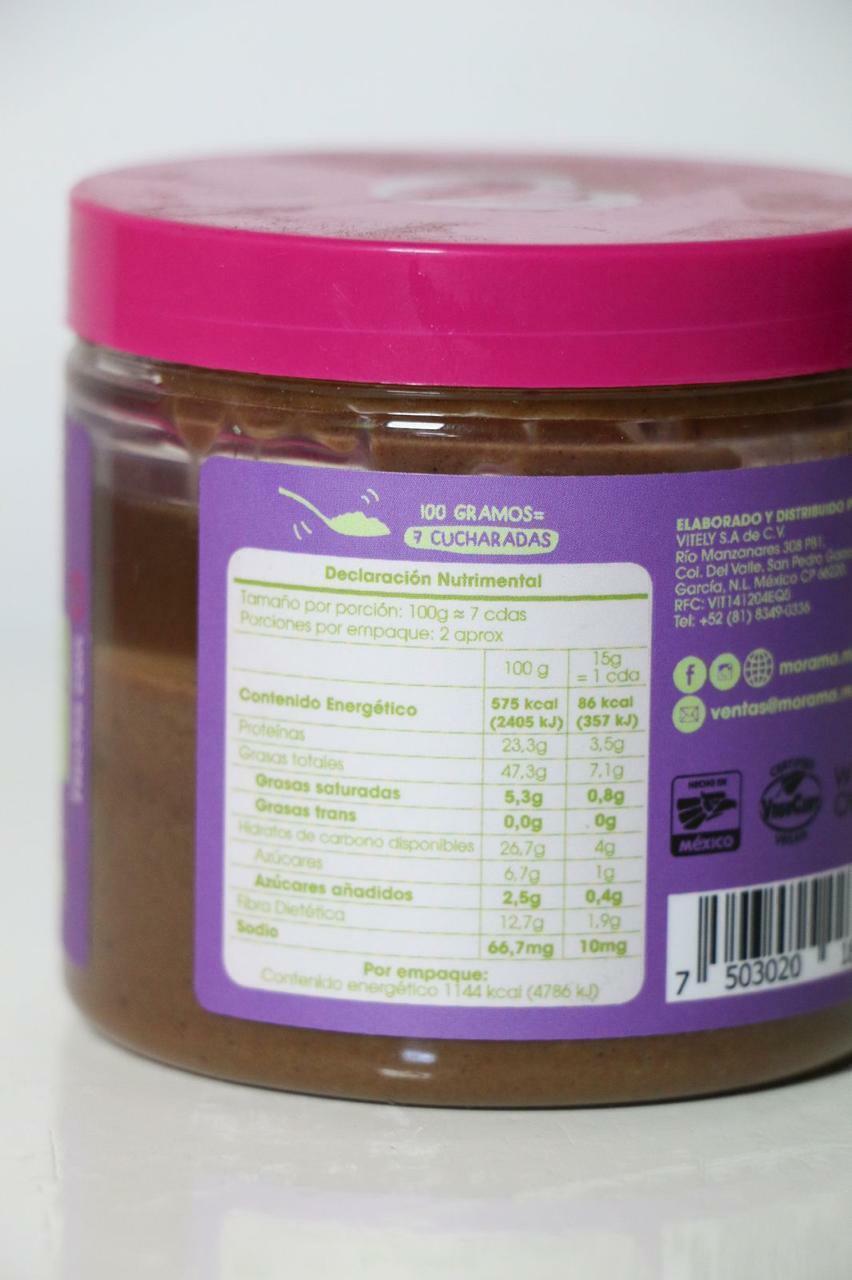 100 GRAMOS=
7 CUCHARADAS
Declaración Nutrimental
Tamaño por porción: 100g ≈ 7 cdas
Porciones por empaque: 2 aprox
100 g 15g = 1 cda
Contenido Energético 575 kcal (2405 kJ) 86 kcal (357 kJ)
Proteínas 23,3g 3,5g
Grasas totales 47,3g 7,1g
Grasas saturadas 5,3g 0,8g
Grasas trans 0,0g 0g
Hidratos de carbono disponibles 26,7g 4g
Azúcares 6,7g 1g
Azúcares añadidos 2,5g 0,4g
Fibra Dietética 12,7g 1,9g
Sodio 66,7mg 10mg
Por empaque:
Contenido energético 1144 kcal (4786 kJ)
ELABORADO Y DISTRIBUIDO
VITELY S.A de C.V.
Río Manzanares 308 PB1,
Col. Del Valle, San Pedro
García, N.L. México CP 66220
RFC: VIT141204EQ5
Tel: +52 (81) 8349-0336
morama.m
ventas@morama.m
HECHO EN
MÉXICO
7 503020